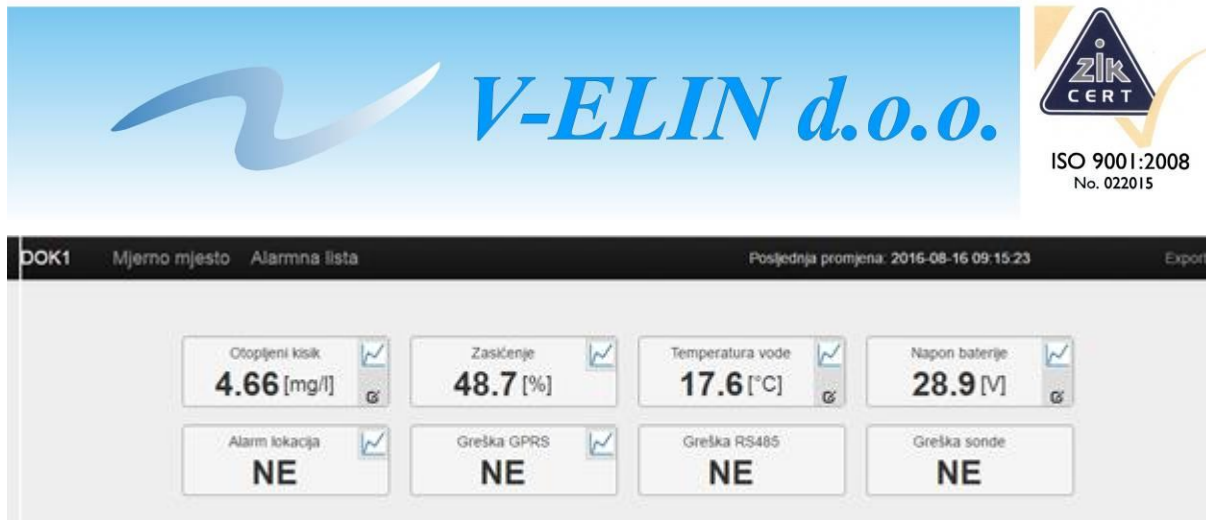 V-ELIN d.o.o.
zik
CERT
ISO 9001:2008
No. 022015
DOK1 Mjerno mjesto Alarmna lista Posljednja promjena: 2016-08-16 09:15:23 Export
Otopljeni kisik Zasićenje Temperatura vode Napon baterije
4.66 [mg/l] 48.7 [%] 17.6 [°C] 28.9 [V]
Alarm lokacija Greška GPRS Greška RS485 Greška sonde
NE NE NE NE